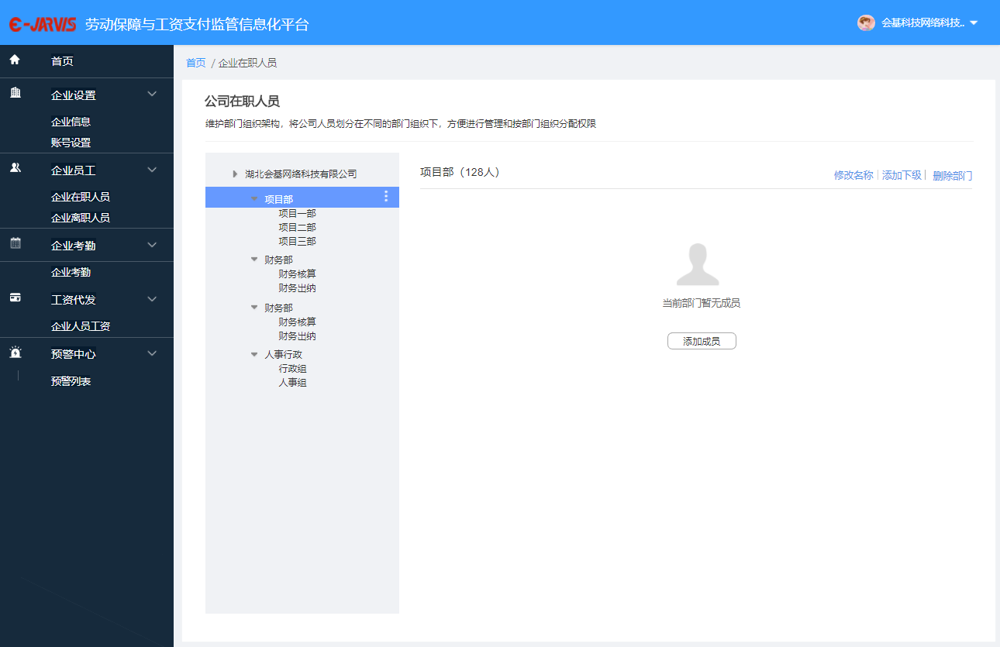 E-JARVIS 劳动保障与工资支付监管信息化平台
会基科技网络科技..
首页
企业设置
企业信息
账号设置
企业员工
企业在职人员
企业离职人员
企业考勤
企业考勤
工资代发
企业人员工资
预警中心
预警列表
首页 / 企业在职人员
公司在职人员
维护部门组织架构，将公司人员划分在不同的部门组织下，方便进行管理和按部门组织分配权限
湖北会基网络科技有限公司
项目部
项目一部
项目二部
项目三部
财务部
财务核算
财务出纳
财务部
财务核算
财务出纳
人事行政
行政组
人事组
项目部（128人）
修改名称 | 添加下级 | 删除部门
当前部门暂无成员
添加成员